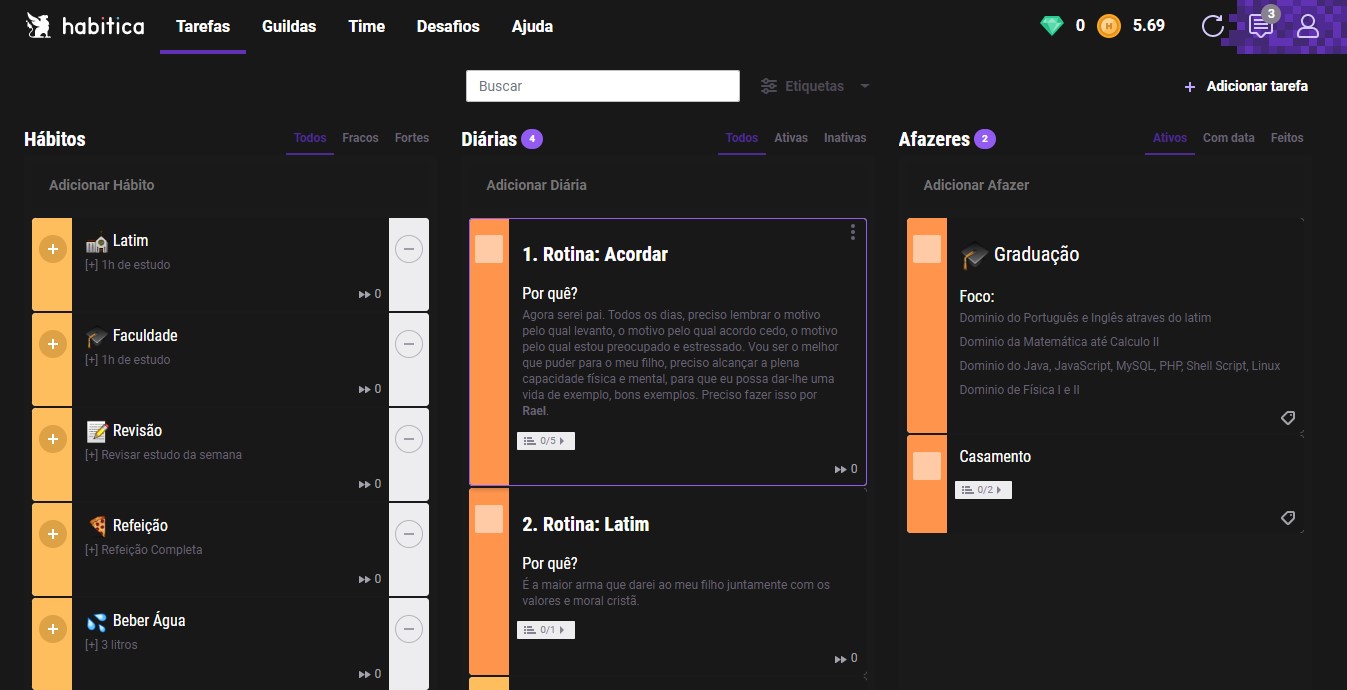 habitica
Tarefas
Guildas
Time
Desafios
Ajuda
0
5.69
3
Buscar
Etiquetas
Adicionar tarefa
Hábitos
Todos
Fracos
Fortes
Adicionar Hábito
Latim
[+] 1h de estudo
0
Faculdade
[+] 1h de estudo
0
Revisão
[+] Revisar estudo da semana
0
Refeição
[+] Refeição Completa
0
Beber Água
[+] 3 litros
0
Diárias 4
Todos
Ativas
Inativas
Adicionar Diária
1. Rotina: Acordar
Por quê?
Agora serei pai. Todos os dias, preciso lembrar o motivo
pelo qual levanto, o motivo pelo qual acordo cedo, o motivo
pelo qual estou preocupado e estressado. Vou ser o melhor
que puder para o meu filho, preciso alcançar a plena
capacidade física e mental, para que eu possa dar-lhe uma
vida de exemplo, bons exemplos. Preciso fazer isso por
Rael.
0/5
0
2. Rotina: Latim
Por quê?
É a maior arma que darei ao meu filho juntamente com os
valores e moral cristã.
0/1
0
Afazeres 2
Ativos
Com data
Feitos
Adicionar Afazer
Graduação
Foco:
Dominio do Português e Inglês atraves do latim
Dominio da Matemática até Calculo II
Dominio do Java, JavaScript, MySQL, PHP, Shell Script, Linux
Dominio de Física I e II
Casamento
0/2